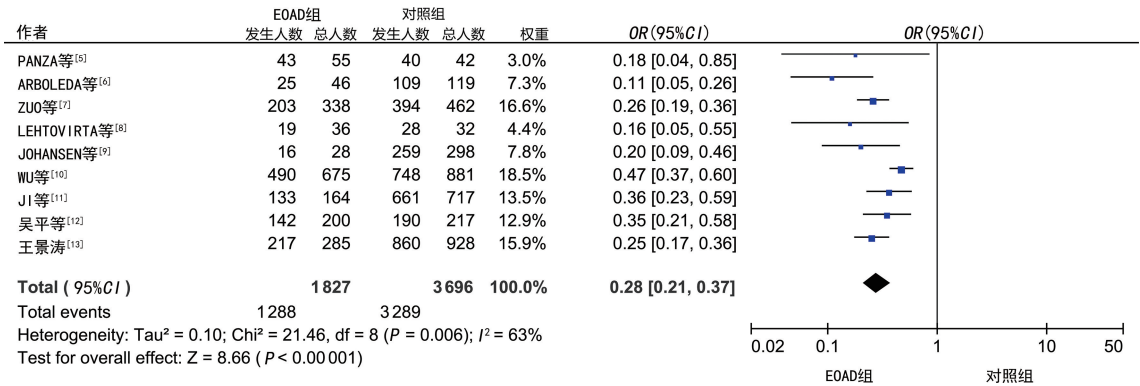 EOAD组 对照组
作者 发生人数 总人数 发生人数 总人数 权重 OR(95%CI) OR(95%CI)
PANZA等[5] 43 55 40 42 3.0% 0.18 [0.04, 0.85]
ARBOLEDA等[6] 25 46 109 119 7.3% 0.11 [0.05, 0.26]
ZUO等[7] 203 338 394 462 16.6% 0.26 [0.19, 0.36]
LEHTOVIRTA等[8] 19 36 28 32 4.4% 0.16 [0.05, 0.55]
JOHANSEN等[9] 16 28 259 298 7.8% 0.20 [0.09, 0.46]
WU等[10] 490 675 748 881 18.5% 0.47 [0.37, 0.60]
JI等[11] 133 164 661 717 11.5% 0.36 [0.23, 0.59]
吴平等[12] 142 200 190 217 12.9% 0.35 [0.21, 0.58]
王景涛[13] 217 285 860 928 15.9% 0.25 [0.17, 0.36]
Total ( 95%CI ) 1 827 3 696 100.0% 0.28 [0.21, 0.37]
Total events 1 288 3 289
Heterogeneity: Tau² = 0.10; Chi² = 21.46, df = 8 (P = 0.006); I² = 63%
Test for overall effect: Z = 8.66 ( P < 0.00 001)
0.02 0.1 1 10 50
EOAD组 对照组